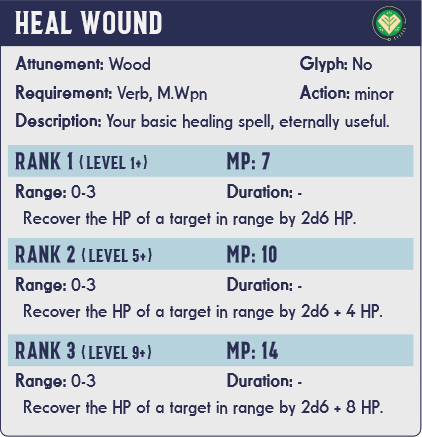 HEAL WOUND
Attunement: Wood Glyph: No
Requirement: Verb, M.Wpn Action: minor
Description: Your basic healing spell, eternally useful.
RANK 1 (LEVEL 1+) MP: 7
Range: 0-3 Duration: -
Recover the HP of a target in range by 2d6 HP.
RANK 2 (LEVEL 5+) MP: 10
Range: 0-3 Duration: -
Recover the HP of a target in range by 2d6 + 4 HP.
RANK 3 (LEVEL 9+) MP: 14
Range: 0-3 Duration: -
Recover the HP of a target in range by 2d6 + 8 HP.